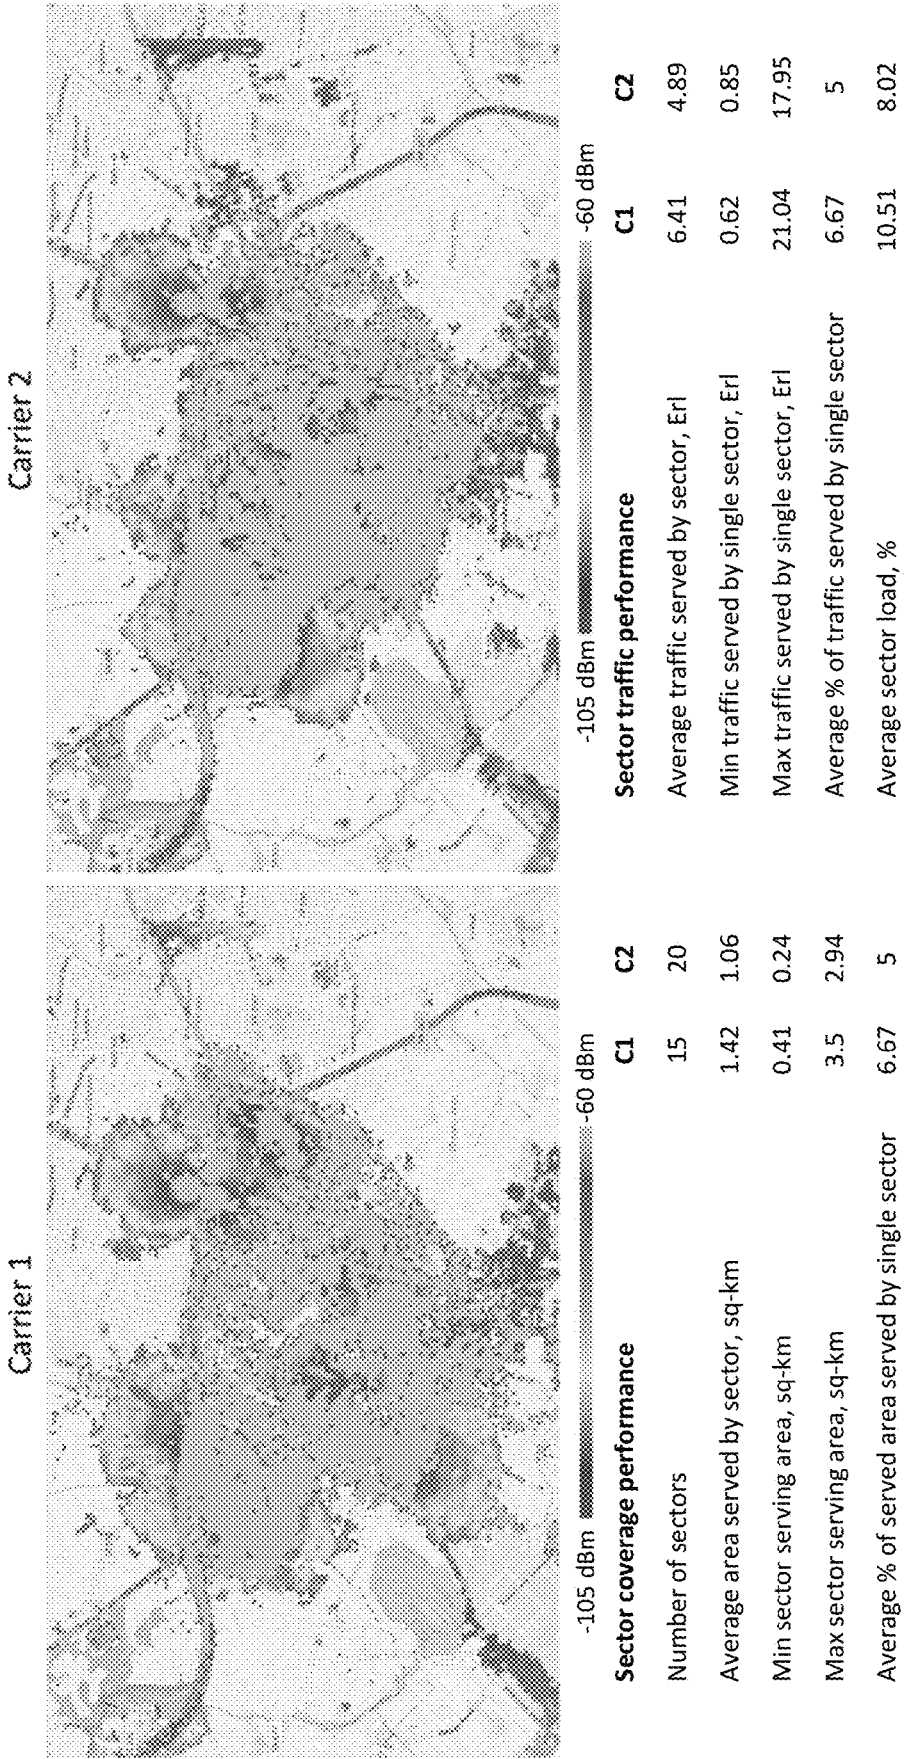 Carrier 1
Carrier 2
-105 dBm -60 dBm
-105 dBm -60 dBm
Sector coverage performance C1 C2
Number of sectors 15 20
Average area served by sector, sq-km 1.42 1.06
Min sector serving area, sq-km 0.41 0.24
Max sector serving area, sq-km 3.5 2.94
Average % of served area served by single sector 6.67 5
Sector traffic performance C1 C2
Average traffic served by sector, Erl 6.41 4.89
Min traffic served by single sector, Erl 0.62 0.85
Max traffic served by single sector, Erl 21.04 17.95
Average % of traffic served by single sector 6.67 5
Average sector load, % 10.51 8.02